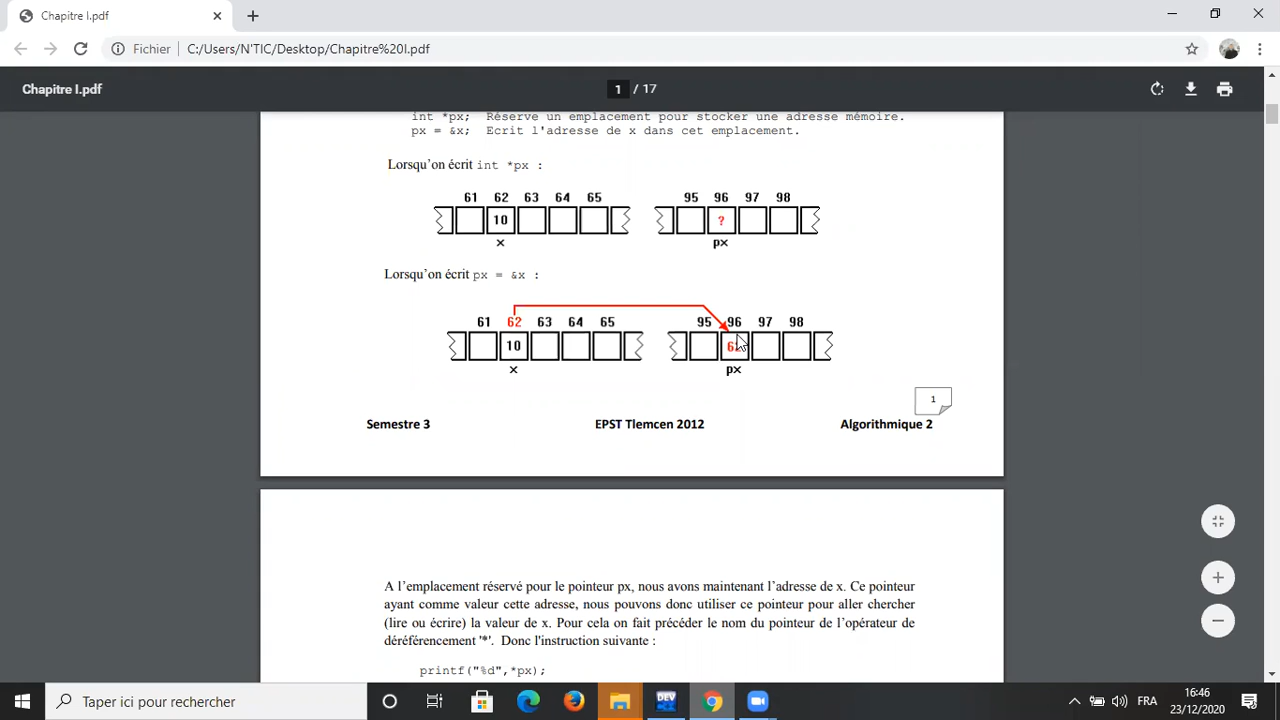 Chapitre I.pdf
Fichier C:/Users/N'TIC/Desktop/Chapitre%20I.pdf
Chapitre I.pdf 1 / 17
int *px; Réserve un emplacement pour stocker une adresse mémoire.
px = &x; Ecrit l'adresse de x dans cet emplacement.
Lorsqu'on écrit int *px :
61 62 63 64 65 95 96 97 98
10 ?
x px
Lorsqu'on écrit px = &x :
61 62 63 64 65 95 96 97 98
10
x px
1
Semestre 3 EPST Tlemcen 2012 Algorithmique 2
A l’emplacement réservé pour le pointeur px, nous avons maintenant l’adresse de x. Ce pointeur
ayant comme valeur cette adresse, nous pouvons donc utiliser ce pointeur pour aller chercher
(lire ou écrire) la valeur de x. Pour cela on fait précéder le nom du pointeur de l’opérateur de
déréférencement '*'. Donc l'instruction suivante :
printf("%d",*px);
Taper ici pour rechercher
DEV
FRA
16:46
23/12/2020